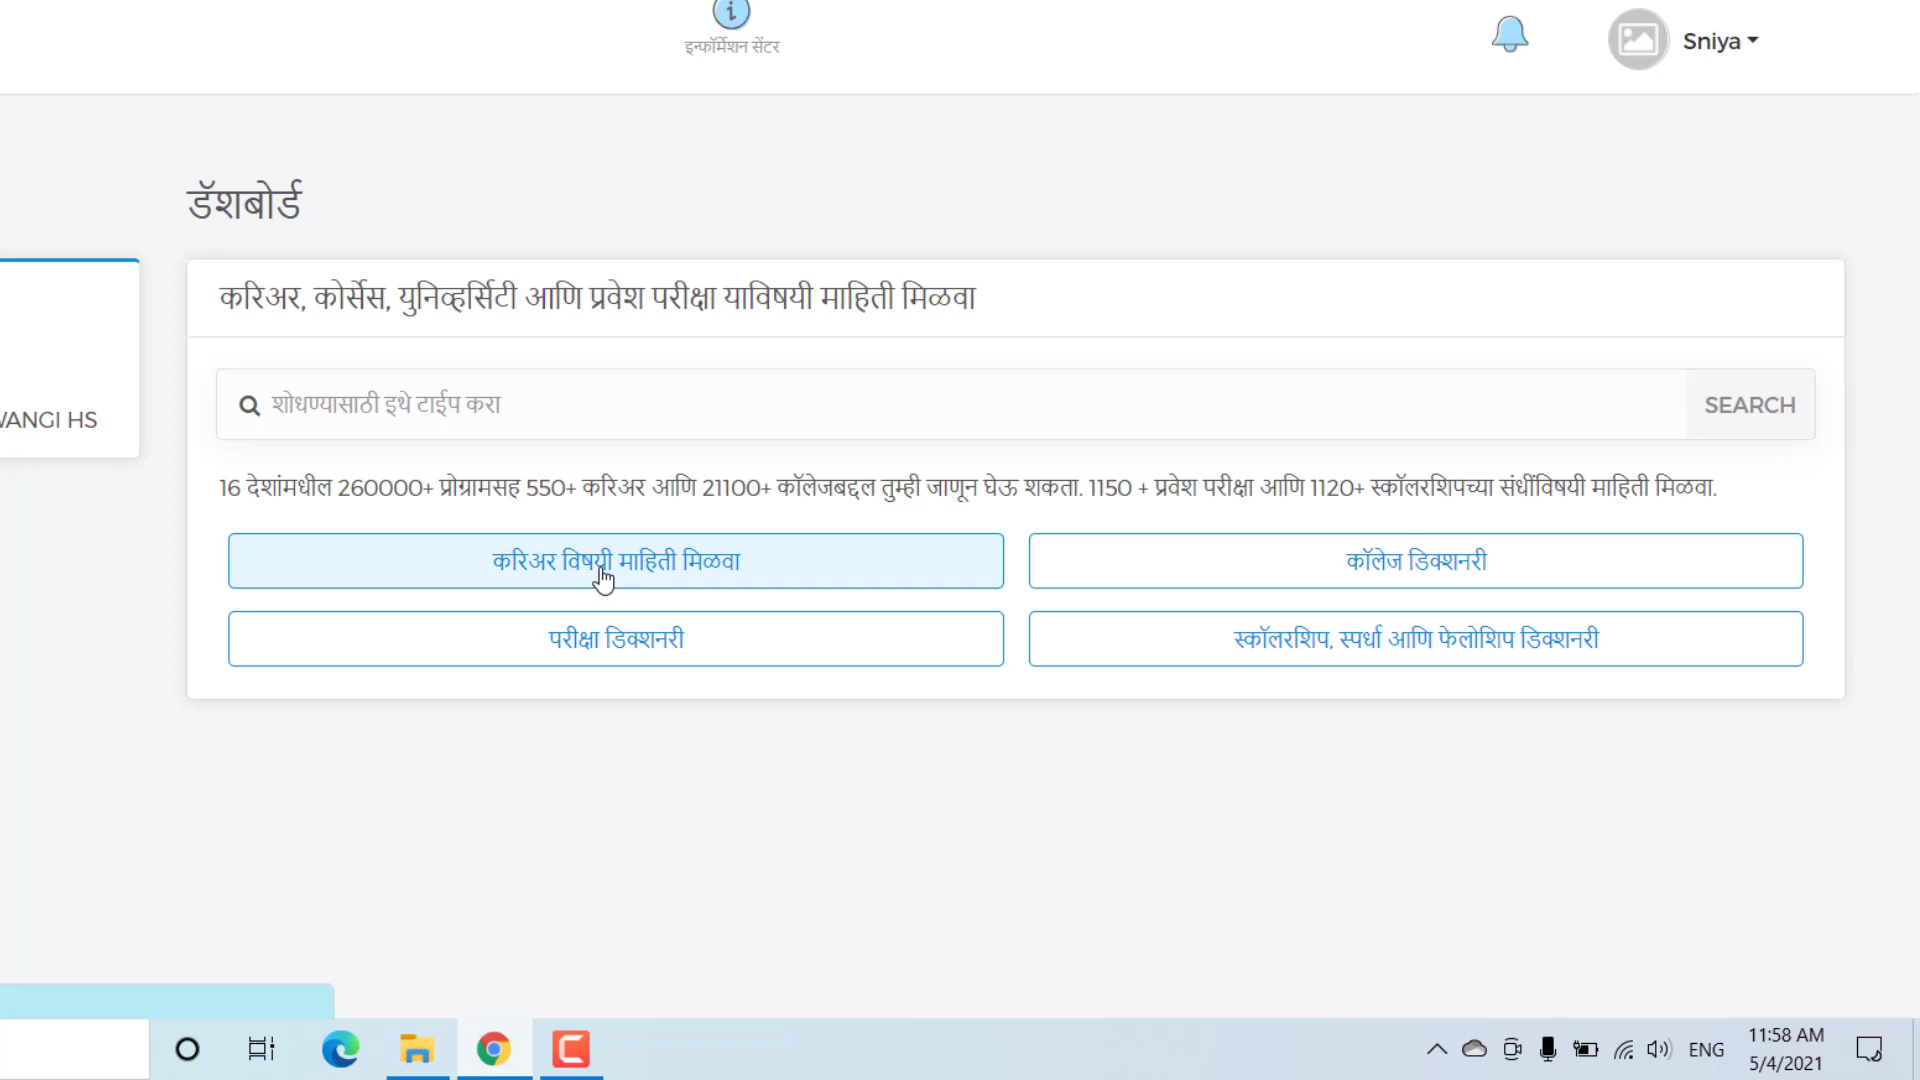 इन्फॉर्मेशन सेंटर
Sniya
डॅशबोर्ड
करिअर, कोर्सेस, युनिव्हर्सिटी आणि प्रवेश परीक्षा याविषयी माहिती मिळवा
शोधण्यासाठी इथे टाईप करा
SEARCH
HS
16 देशांमधील 260000+ प्रोग्रामसह 550+ करिअर आणि 21100+ कॉलेजबद्दल तुम्ही जाणून घेऊ शकता. 1150 + प्रवेश परीक्षा आणि 1120+ स्कॉलरशिपच्या संधींविषयी माहिती मिळवा.
करिअर विषयी माहिती मिळवा
कॉलेज डिक्शनरी
परीक्षा डिक्शनरी
स्कॉलरशिप, स्पर्धा आणि फेलोशिप डिक्शनरी
ENG
11:58 AM
5/4/2021